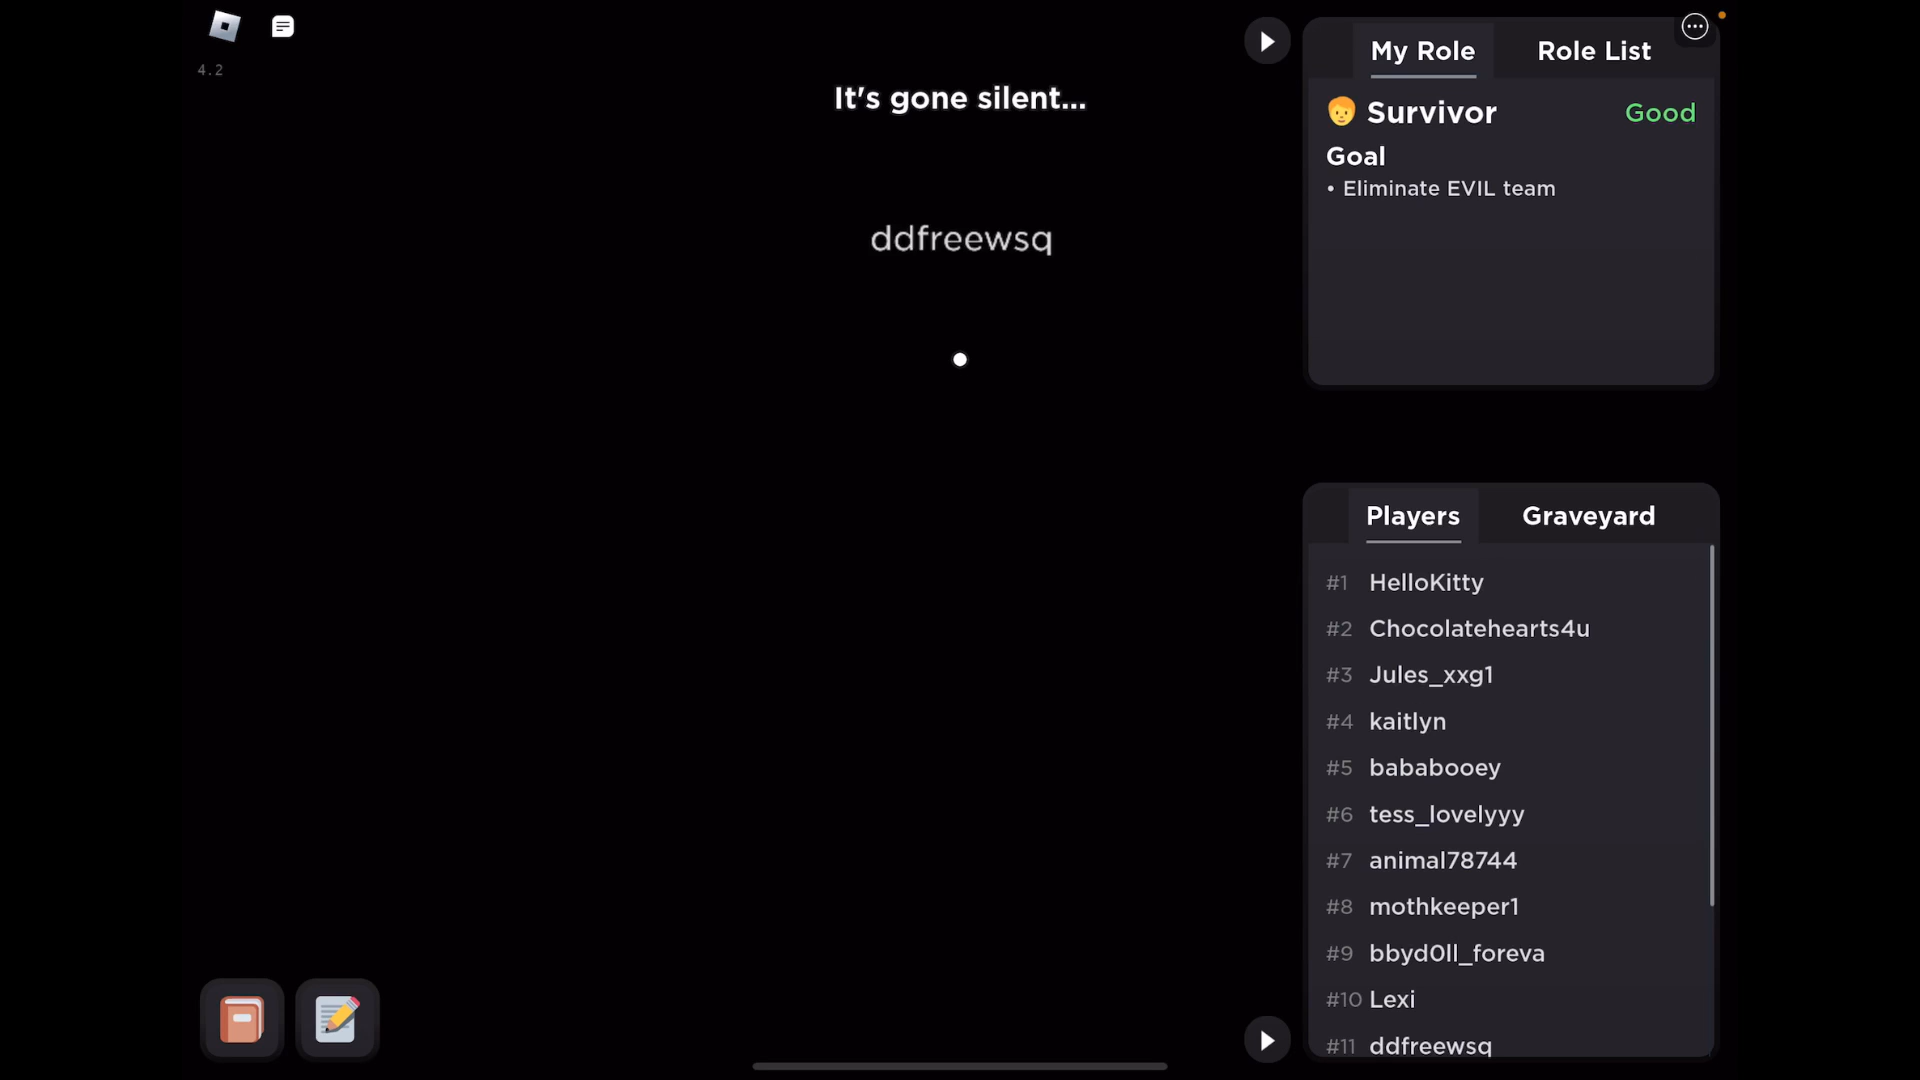 4.2
It's gone silent...
ddfreewsq
My Role
Role List
Survivor
Good
Goal
• Eliminate EVIL team
Players
Graveyard
#1 HelloKitty
#2 Chocolatehearts4u
#3 Jules_xxg1
#4 kaitlyn
#5 bababooey
#6 tess_lovelyyy
#7 animal78744
#8 mothkeeper1
#9 bbyd0ll_foreva
#10 Lexi
#11 ddfreewsq